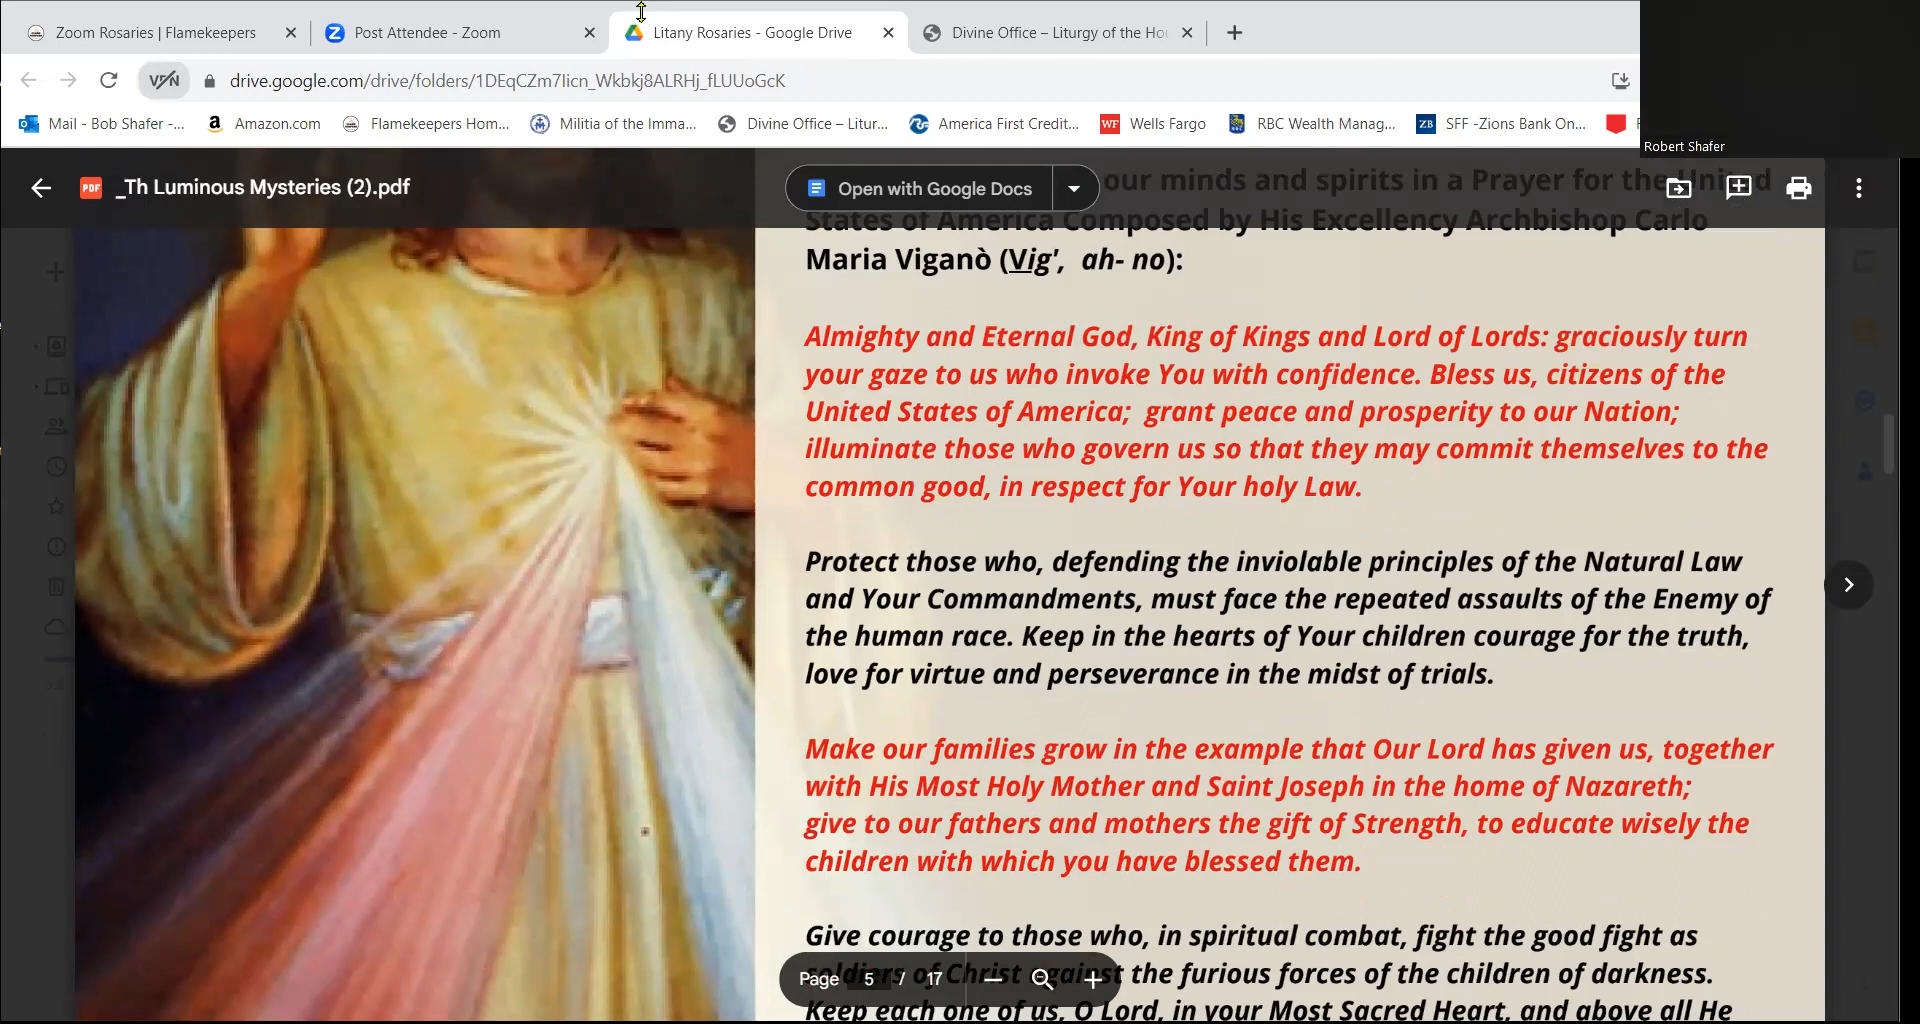 Zoom Rosaries | Flamekeepers
Post Attendee - Zoom
Litany Rosaries - Google Drive
Divine Office – Liturgy of the Hou
VPN
drive.google.com/drive/folders/1DEqCZm7Iicn_Wkbkj8ALRHj_fLUUoGcK
Mail - Bob Shafer -...
Amazon.com
Flamekeepers Hom...
Militia of the Imma...
Divine Office – Litur...
America First Credit...
WF Wells Fargo
RBC Wealth Manag...
ZB SFF -Zions Bank On...
Robert Shafer
PDF _Th Luminous Mysteries (2).pdf
Open with Google Docs
our minds and spirits in a Prayer for the United
States of America Composed by His Excellency Archbishop Carlo
Maria Viganò (Vig’, ah- no):
Almighty and Eternal God, King of Kings and Lord of Lords: graciously turn
your gaze to us who invoke You with confidence. Bless us, citizens of the
United States of America; grant peace and prosperity to our Nation;
illuminate those who govern us so that they may commit themselves to the
common good, in respect for Your holy Law.
Protect those who, defending the inviolable principles of the Natural Law
and Your Commandments, must face the repeated assaults of the Enemy of
the human race. Keep in the hearts of Your children courage for the truth,
love for virtue and perseverance in the midst of trials.
Make our families grow in the example that Our Lord has given us, together
with His Most Holy Mother and Saint Joseph in the home of Nazareth;
give to our fathers and mothers the gift of Strength, to educate wisely the
children with which you have blessed them.
Give courage to those who, in spiritual combat, fight the good fight as
soldiers of Christ against the furious forces of the children of darkness.
Keep each one of us, O Lord, in your Most Sacred Heart, and above all He
Page 5 / 17